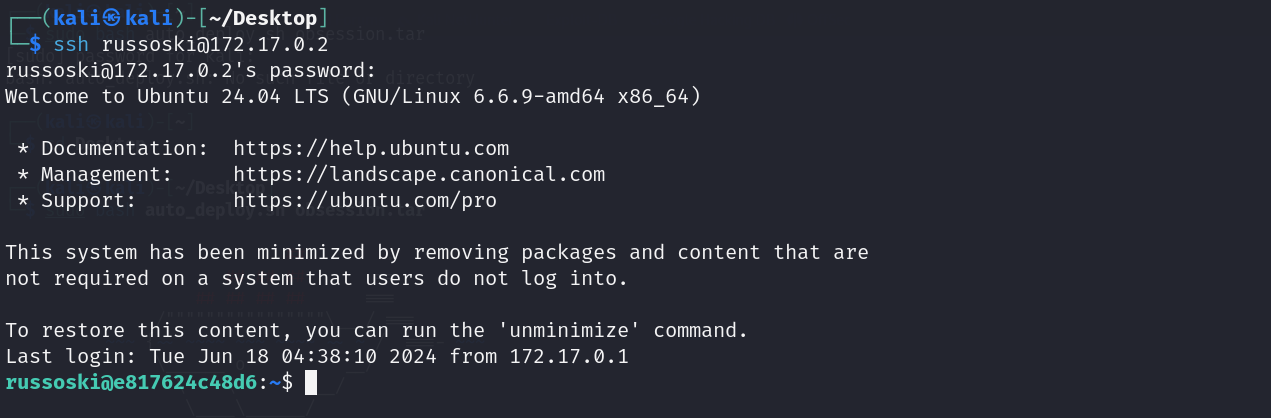 ┌──(kali㉿kali)-[~/Desktop]
└─$ ssh russoski@172.17.0.2
russoski@172.17.0.2's password:
Welcome to Ubuntu 24.04 LTS (GNU/Linux 6.6.9-amd64 x86_64)
* Documentation:  https://help.ubuntu.com
* Management:     https://landscape.canonical.com
* Support:        https://ubuntu.com/pro
This system has been minimized by removing packages and content that are
not required on a system that users do not log into.
To restore this content, you can run the 'unminimize' command.
Last login: Tue Jun 18 04:38:10 2024 from 172.17.0.1
russoski@e817624c48d6:~$